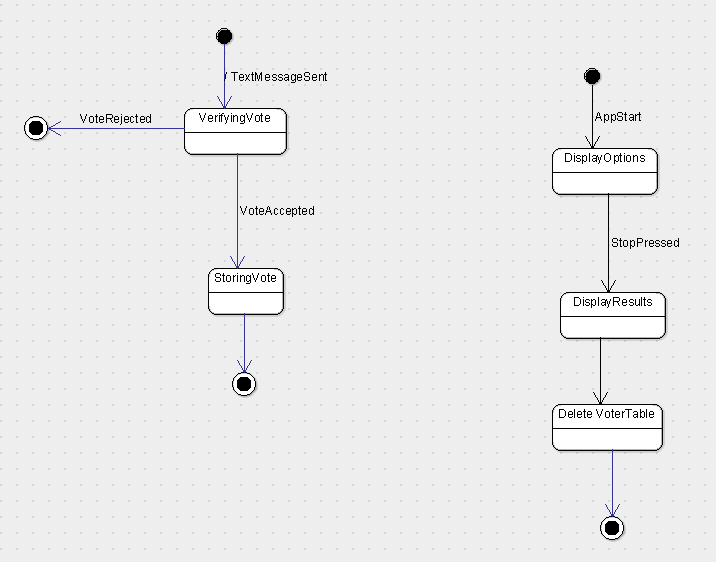 / TextMessageSent
VoteRejected
VerifyingVote
VoteAccepted
StoringVote
AppStart
DisplayOptions
StopPressed
DisplayResults
Delete VoterTable